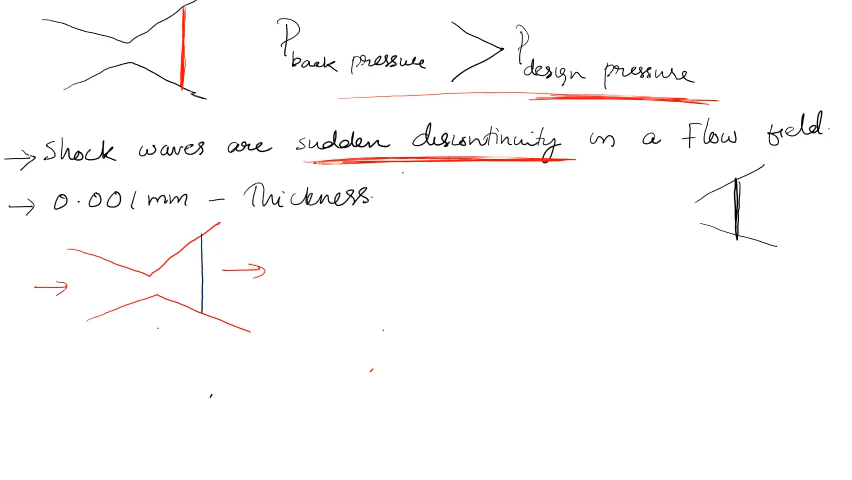 P back pressure > P design pressure
→ Shock waves are sudden discontinuity in a flow field.
→ 0.001 mm - Thickness.